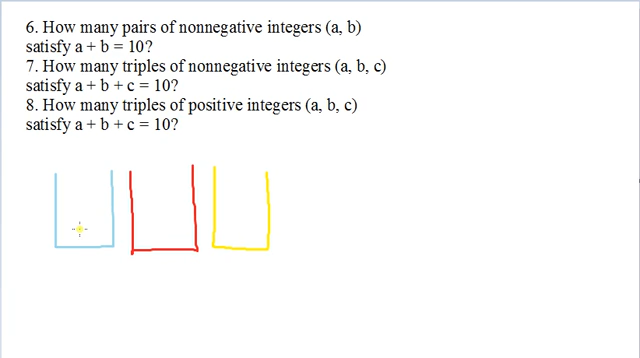 6. How many pairs of nonnegative integers (a, b)
satisfy a + b = 10?
7. How many triples of nonnegative integers (a, b, c)
satisfy a + b + c = 10?
8. How many triples of positive integers (a, b, c)
satisfy a + b + c = 10?